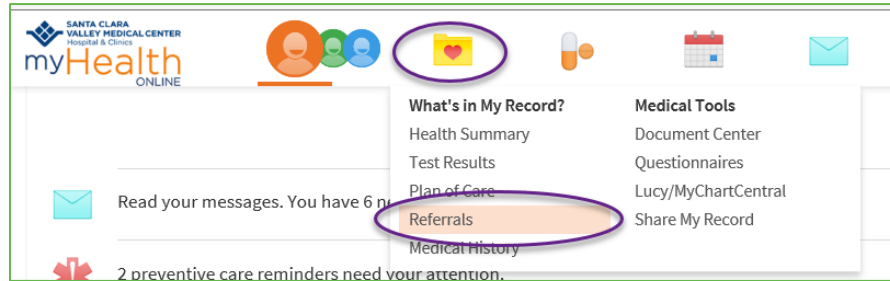 SANTA CLARA
VALLEY MEDICAL CENTER
Hospital & Clinics
myHealth
ONLINE
What's in My Record?
Health Summary
Test Results
Plan of Care
Referrals
Medical History
Medical Tools
Document Center
Questionnaires
Lucy/MyChartCentral
Share My Record
Read your messages. You have 6
2 preventive care reminders need your attention.